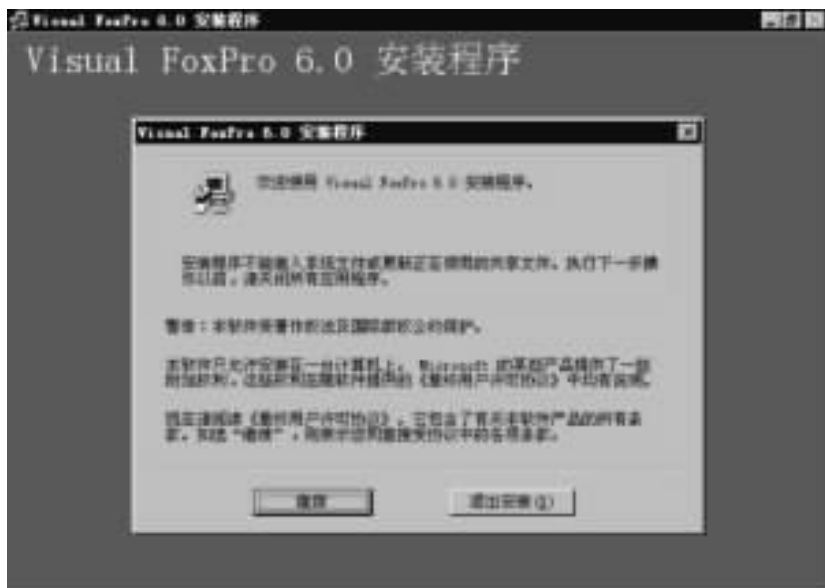 Visual FoxPro 6.0 安装程序
Visual FoxPro 6.0 安装程序
Visual FoxPro 6.0 安装程序
欢迎使用 Visual FoxPro 6.0 安装程序。
安装程序不能装入系统文件或更新正在使用的共享文件。执行下一步操
作以前,请关闭所有应用程序。
警告:本软件受著作权法及国际版权公约保护。
本软件只允许安装在一台计算机上。Microsoft 的某些产品提供了一些
附加权利,这些权利在随软件提供的《最终用户许可协议》中均有说明。
现在请阅读《最终用户许可协议》,它包含了有关本软件产品的所有条
款。如选“继续”,则表示您同意接受协议中的各项条款。
继续
退出安装